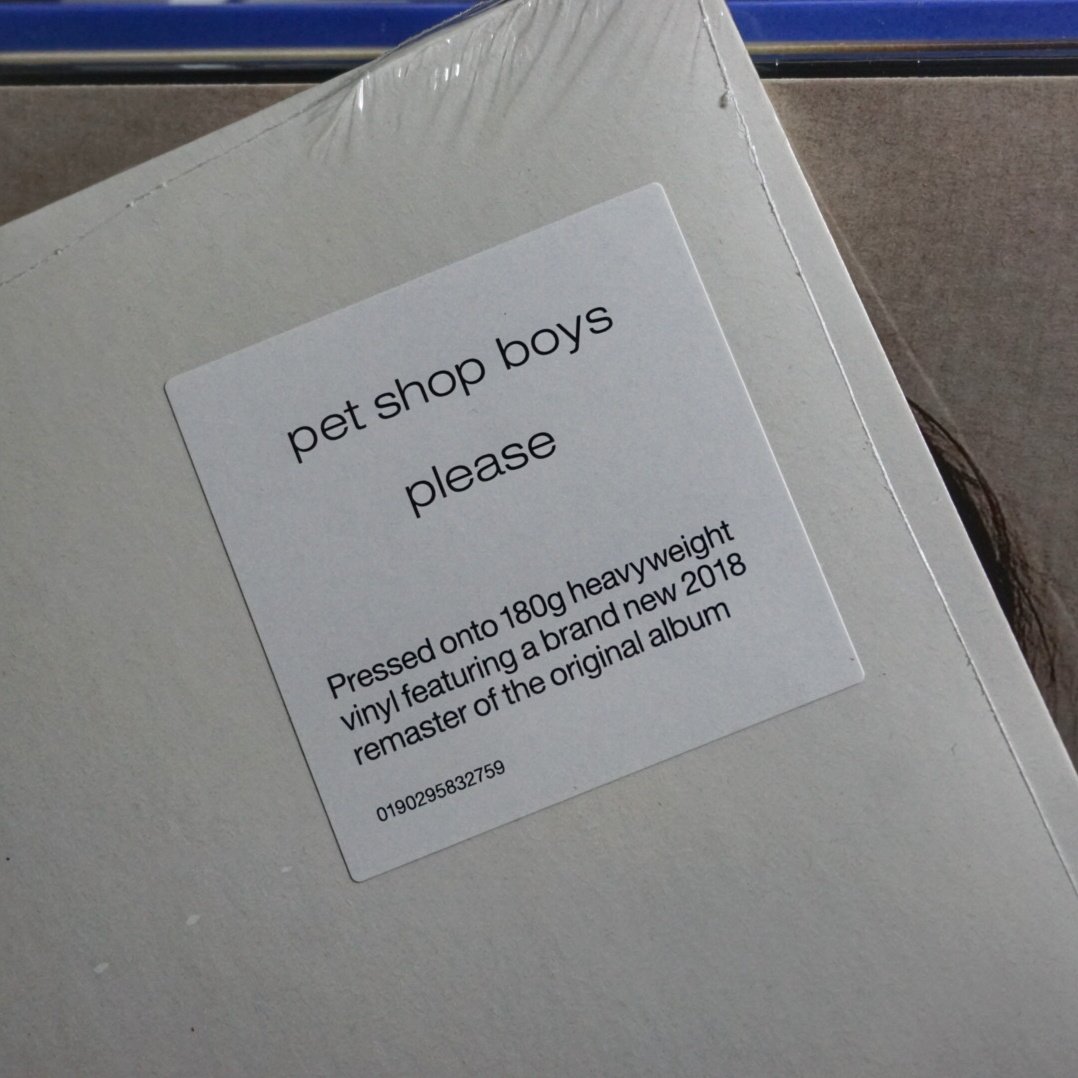 pet shop boys
please
Pressed onto 180g heavyweight
vinyl featuring a brand new 2018
remaster of the original album
0190295832759